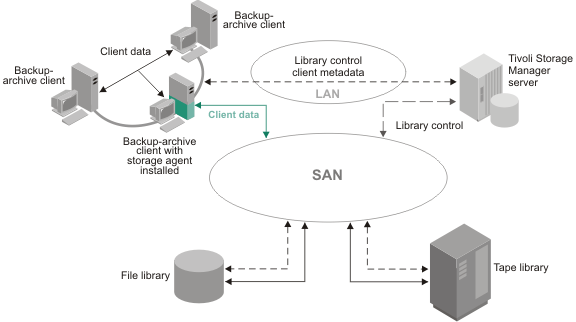 Backup-
archive client
Client data
Backup-
archive client
Library control
client metadata
LAN
Tivoli Storage
Manager
server
Client data
Library control
Backup-archive
client with
storage agent
installed
SAN
File library
Tape library